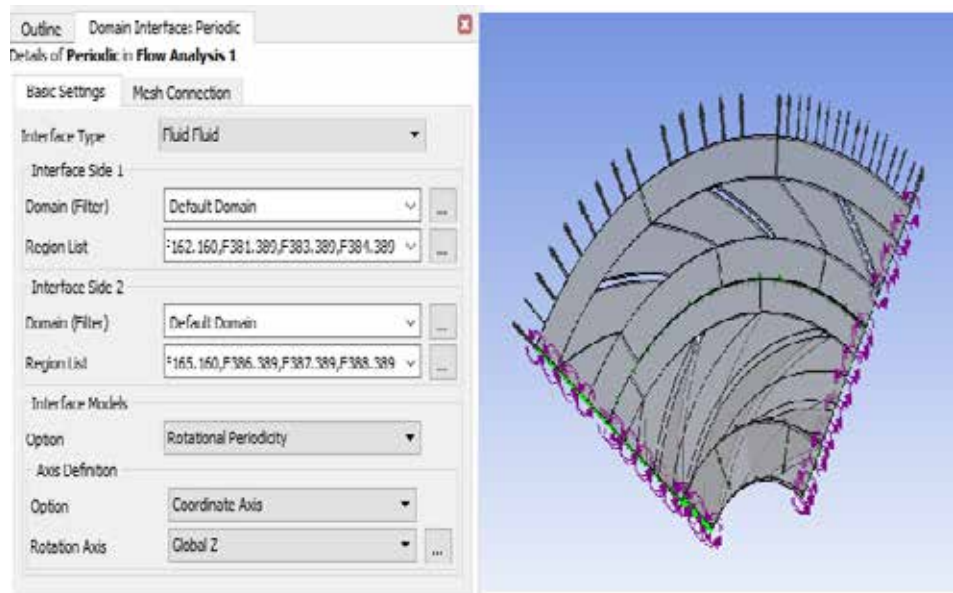 Outline Domain Interface: Periodic
Details of Periodic in Flow Analysis 1
Basic Settings Mesh Connection
Interface Type Fluid Fluid
Interface Side 1
Domain (Filter) Default Domain ...
Region List F162.160,F381.389,F383.389,F384.389 ...
Interface Side 2
Domain (Filter) Default Domain ...
Region List F165.160,F386.389,F387.389,F388.389 ...
Interface Models
Option Rotational Periodicity
Axis Definition
Option Coordinate Axis
Rotation Axis Global Z ...